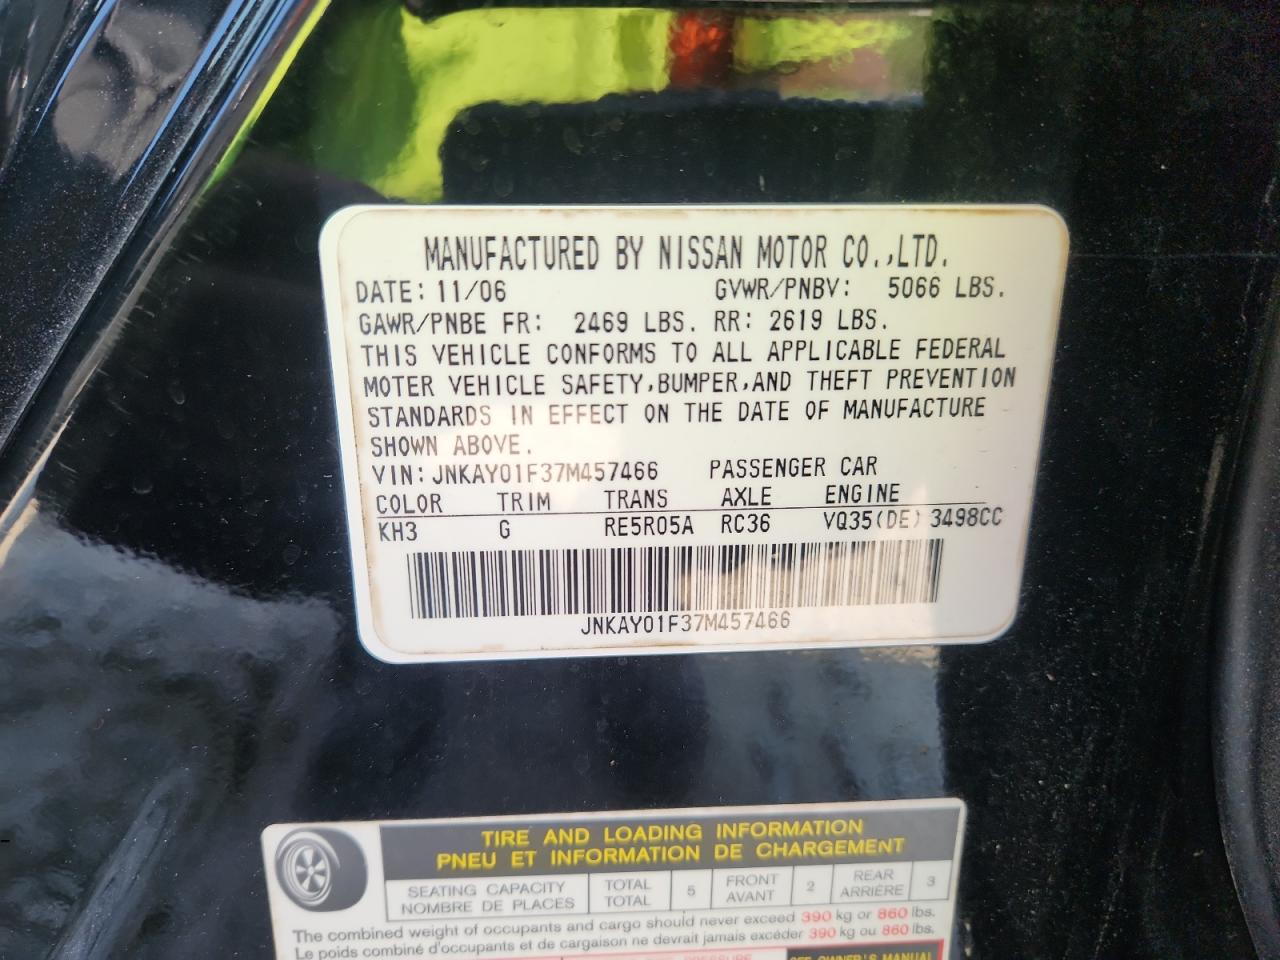 MANUFACTURED BY NISSAN MOTOR CO.,LTD.
DATE: 11/06 GVWR/PNBV: 5066 LBS.
GAWR/PNBE FR: 2469 LBS. RR: 2619 LBS.
THIS VEHICLE CONFORMS TO ALL APPLICABLE FEDERAL
MOTER VEHICLE SAFETY,BUMPER,AND THEFT PREVENTION
STANDARDS IN EFFECT ON THE DATE OF MANUFACTURE
SHOWN ABOVE.
VIN:JNKAY01F37M457466 PASSENGER CAR
COLOR TRIM TRANS AXLE ENGINE
KH3 G RE5R05A RC36 VQ35(DE) 3498CC
JNKAY01F37M457466
TIRE AND LOADING INFORMATION
PNEU ET INFORMATION DE CHARGEMENT
SEATING CAPACITY TOTAL 5 FRONT 2 REAR 3
NOMBRE DE PLACES TOTAL AVANT ARRIÈRE
The combined weight of occupants and cargo should never exceed 390 kg or 860 lbs.
Le poids combiné d'occupants et de cargaison ne devrait jamais excéder 390 kg ou 860 lbs.
PRESSURE SEE OWNER'S MANUAL